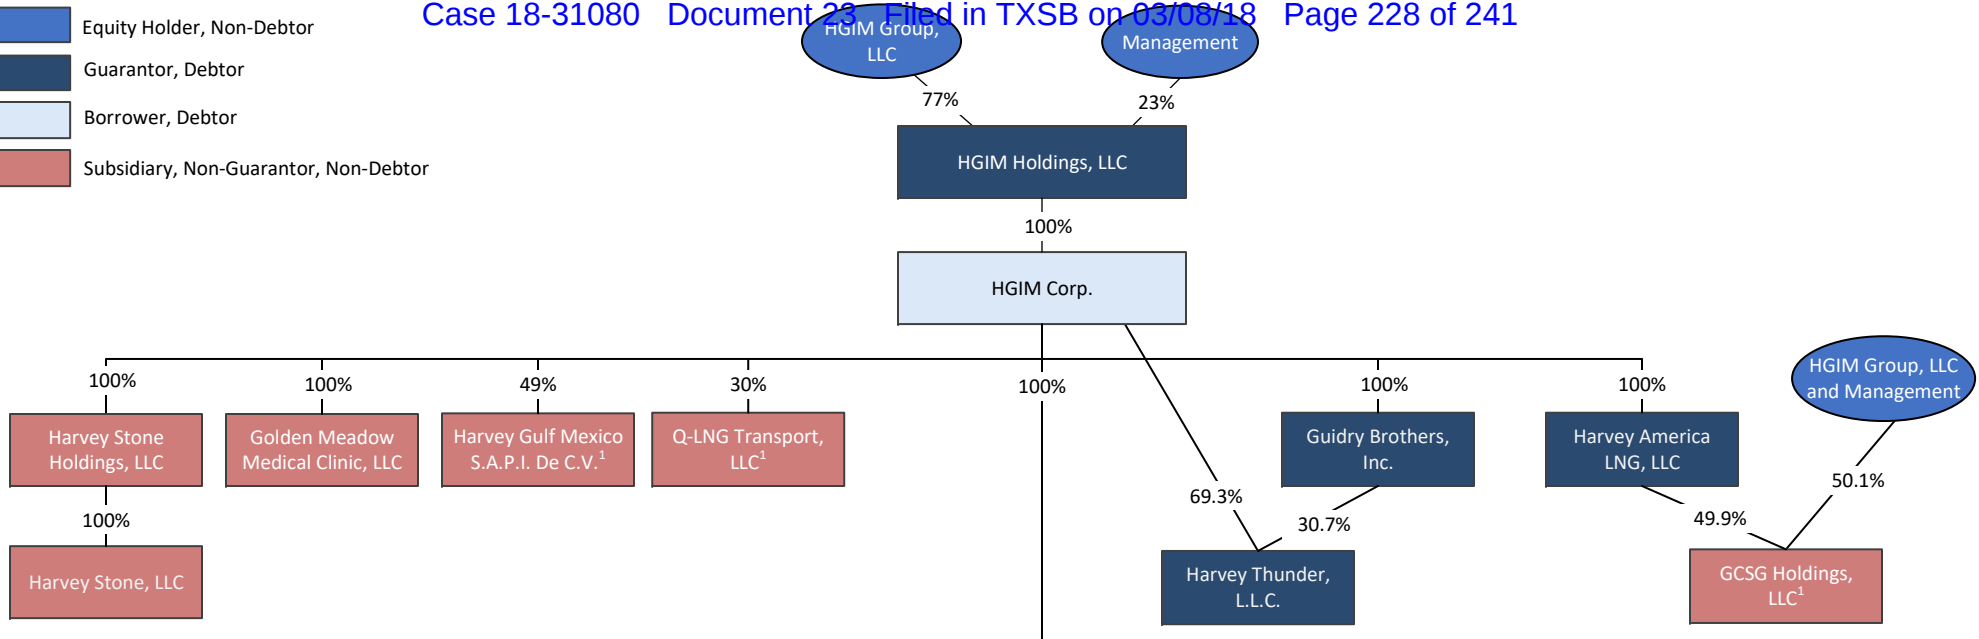 Case 18-31080 Document 23 Filed in TXSB on 03/08/18 Page 228 of 241
Equity Holder, Non-Debtor
Guarantor, Debtor
Borrower, Debtor
Subsidiary, Non-Guarantor, Non-Debtor
HGIM Group,
LLC
Management
77%
23%
HGIM Holdings, LLC
100%
HGIM Corp.
100%
100%
49%
30%
100%
100%
100%
HGIM Group, LLC
and Management
Harvey Stone
Holdings, LLC
Golden Meadow
Medical Clinic, LLC
Harvey Gulf Mexico
S.A.P.I. De C.V.1
Q-LNG Transport,
LLC1
Guidry Brothers,
Inc.
Harvey America
LNG, LLC
100%
69.3%
30.7%
49.9%
50.1%
Harvey Stone, LLC
Harvey Thunder,
L.L.C.
GCSG Holdings,
LLC1